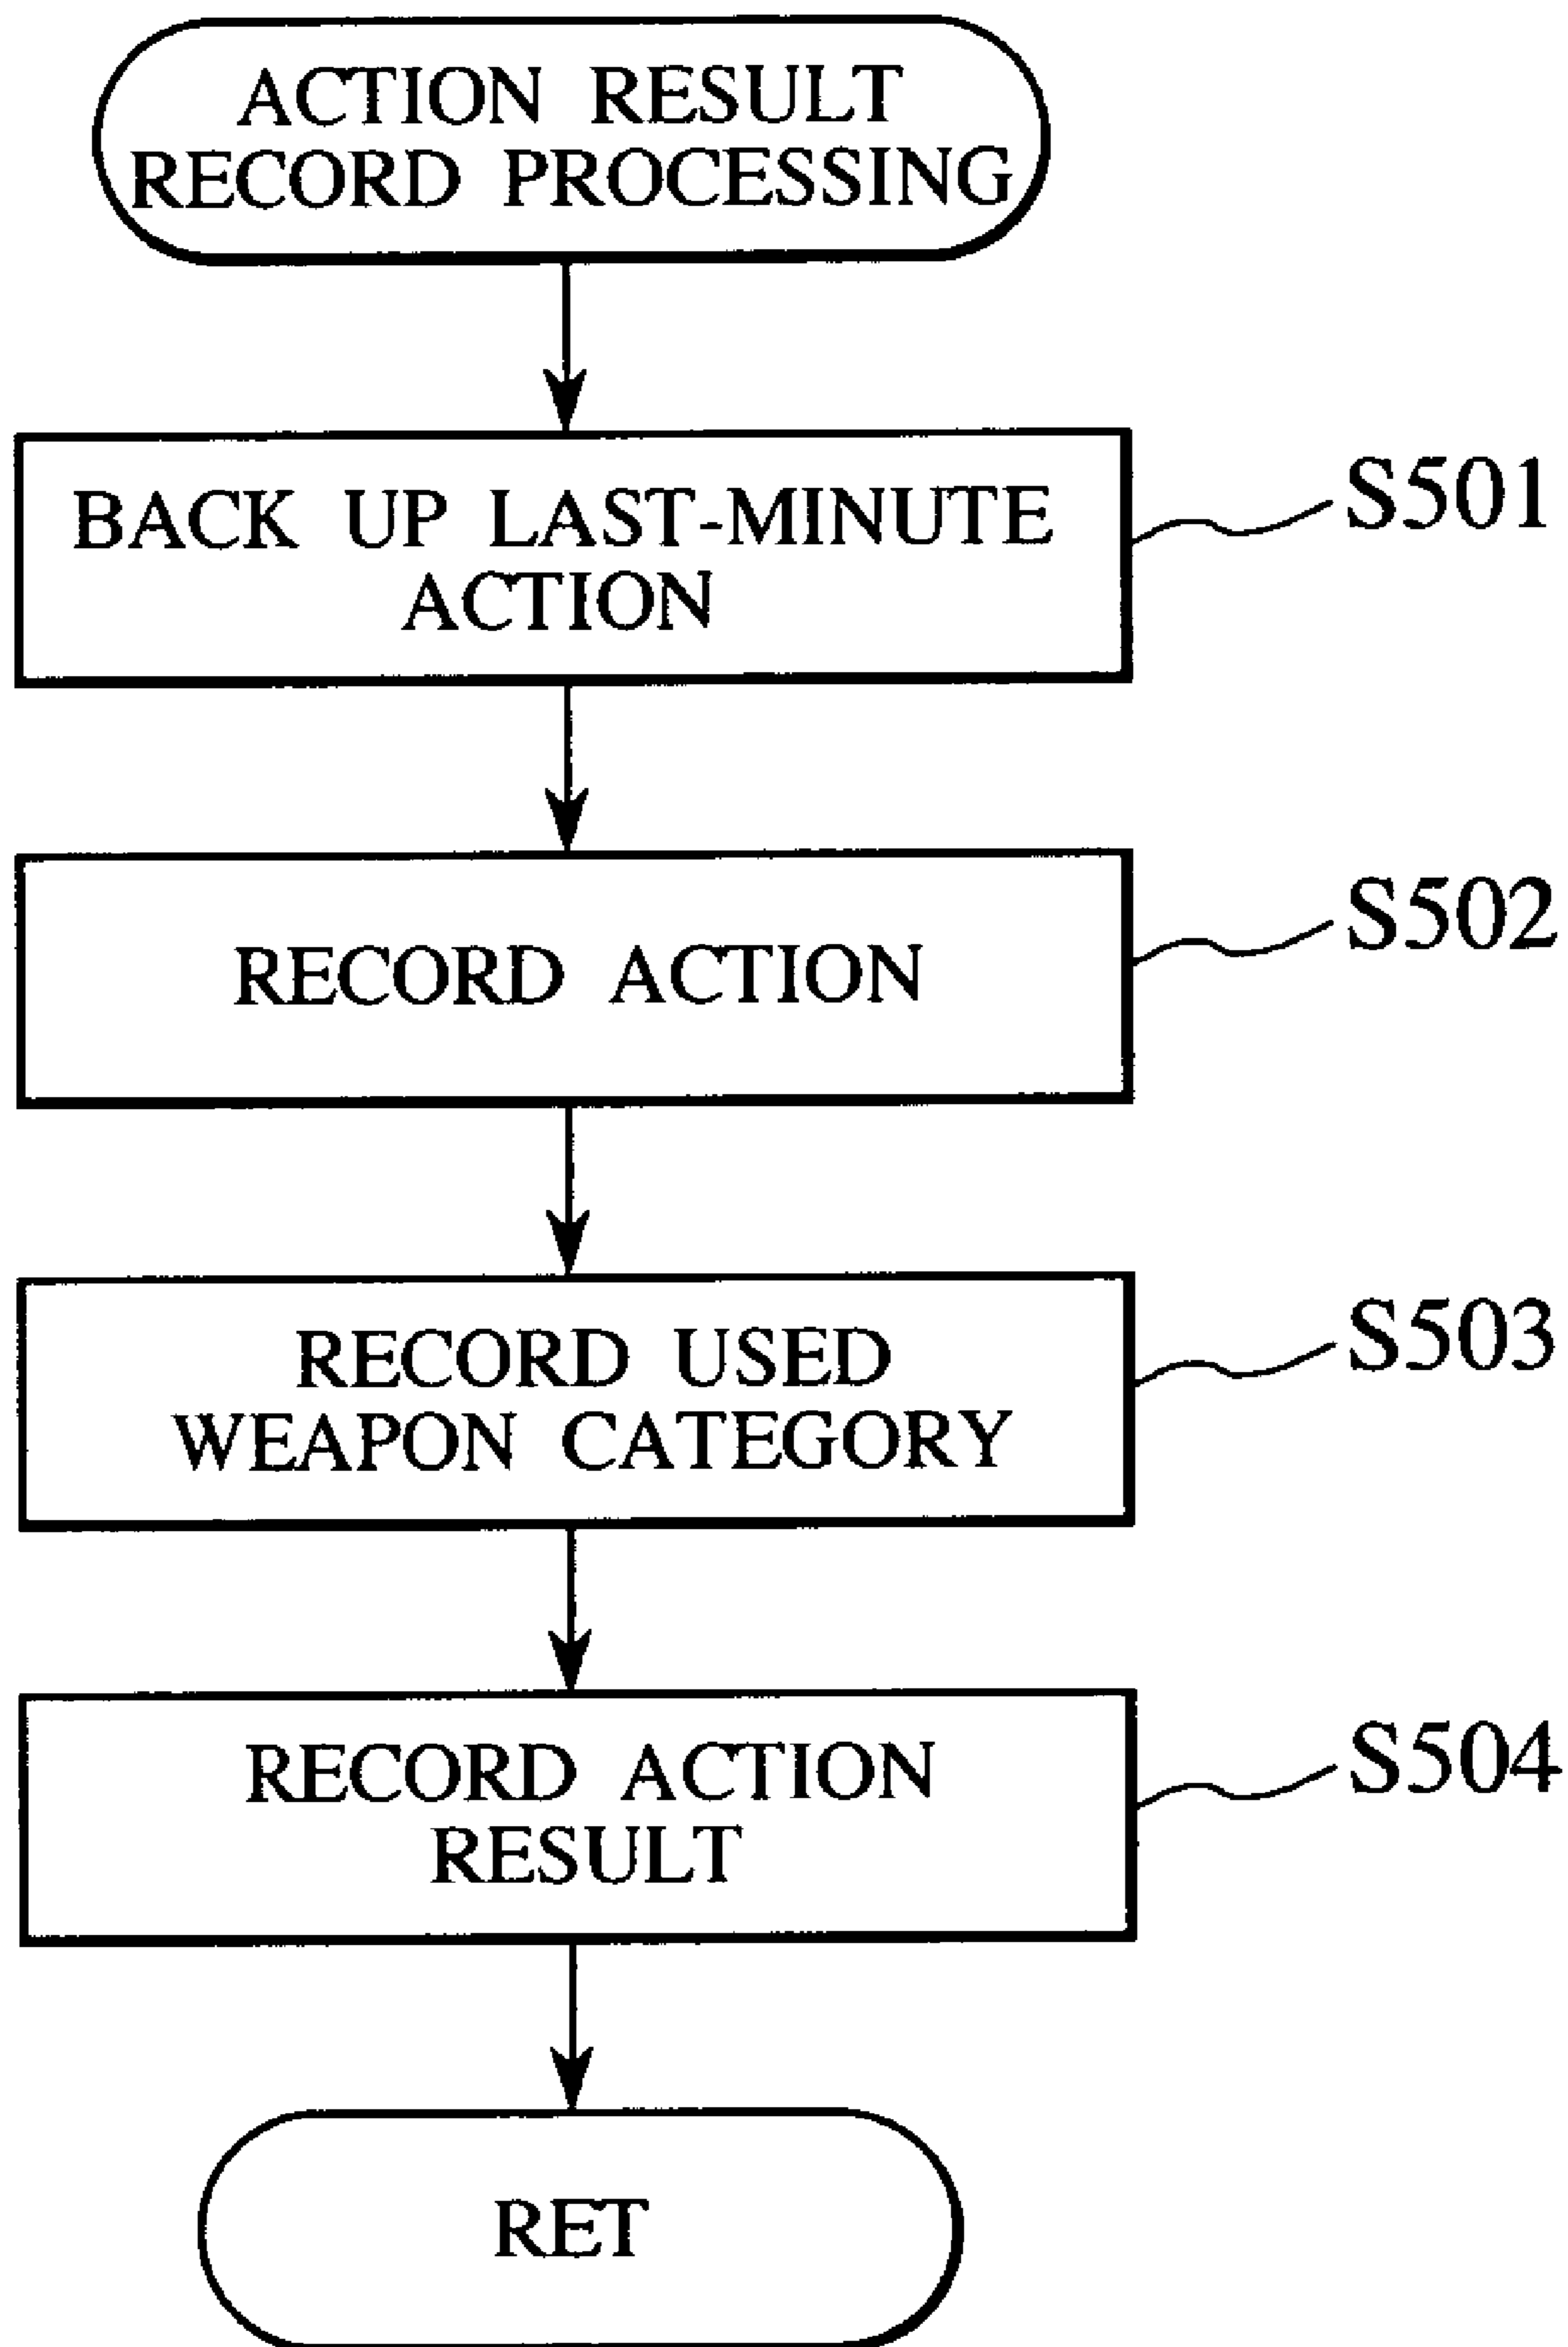 ACTION RESULT
RECORD PROCESSING
BACK UP LAST-MINUTE
ACTION
S501
RECORD ACTION
S502
RECORD USED
WEAPON CATEGORY
S503
RECORD ACTION
RESULT
S504
RET